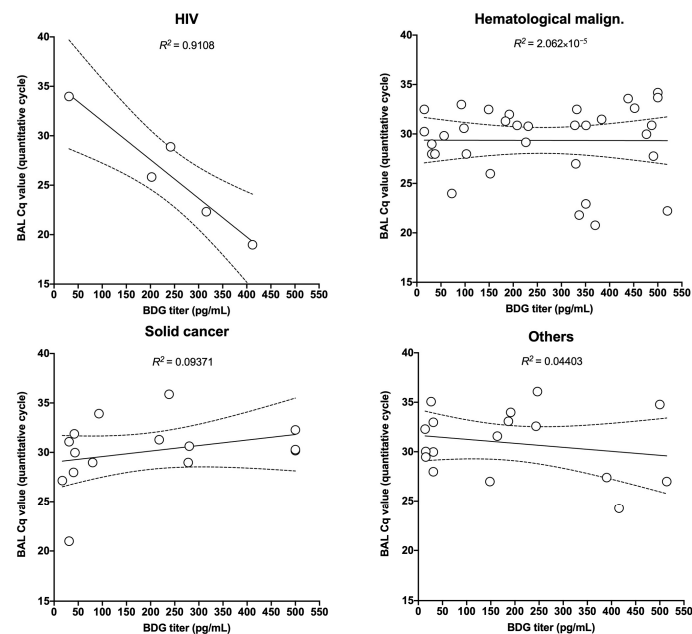 HIV
R² = 0.9108
BAL Cq value (quantitative cycle)
40
35
30
25
20
15
0 50 100 150 200 250 300 350 400 450 500 550
BDG titer (pg/mL)
Hematological malign.
R² = 2.062×10⁻⁵
BAL Cq value (quantitative cycle)
40
35
30
25
20
15
0 50 100 150 200 250 300 350 400 450 500 550
BDG titer (pg/mL)
Solid cancer
R² = 0.09371
BAL Cq value (quantitative cycle)
40
35
30
25
20
15
0 50 100 150 200 250 300 350 400 450 500 550
BDG titer (pg/mL)
Others
R² = 0.04403
BAL Cq value (quantitative cycle)
40
35
30
25
20
15
0 50 100 150 200 250 300 350 400 450 500 550
BDG titer (pg/mL)